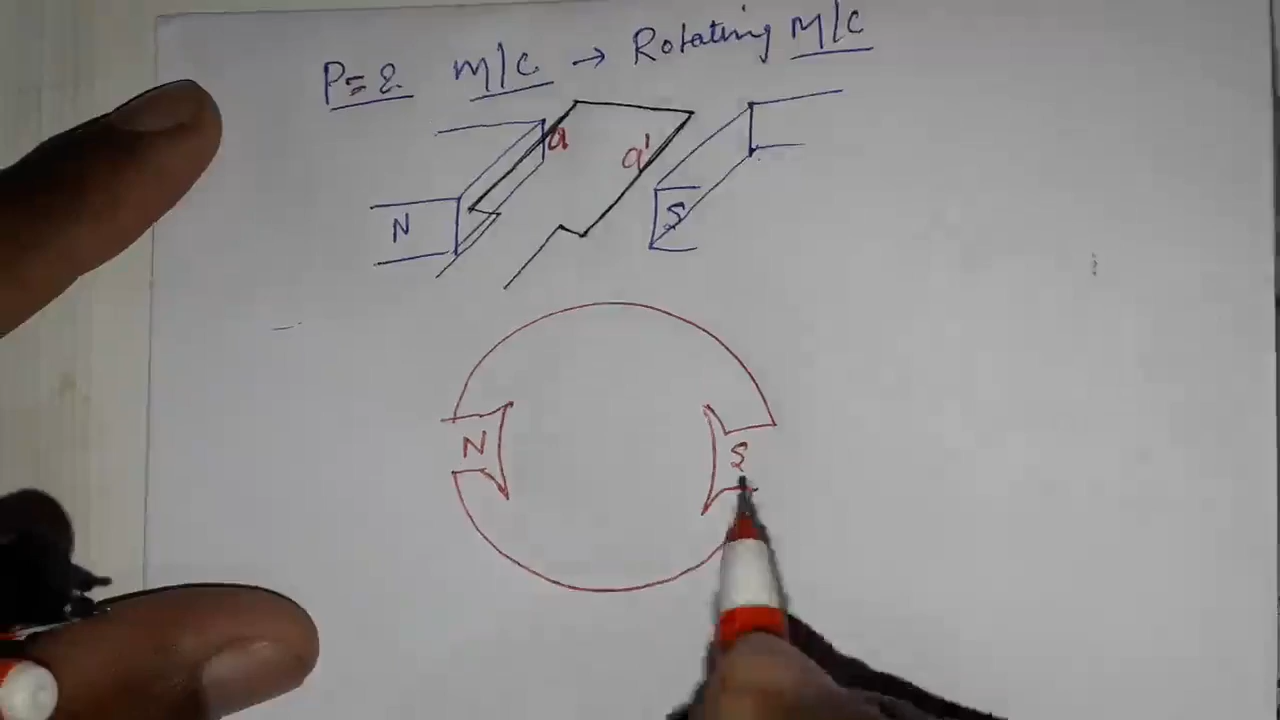 P=2 M/C → Rotating M/C
a a'
N S
N S